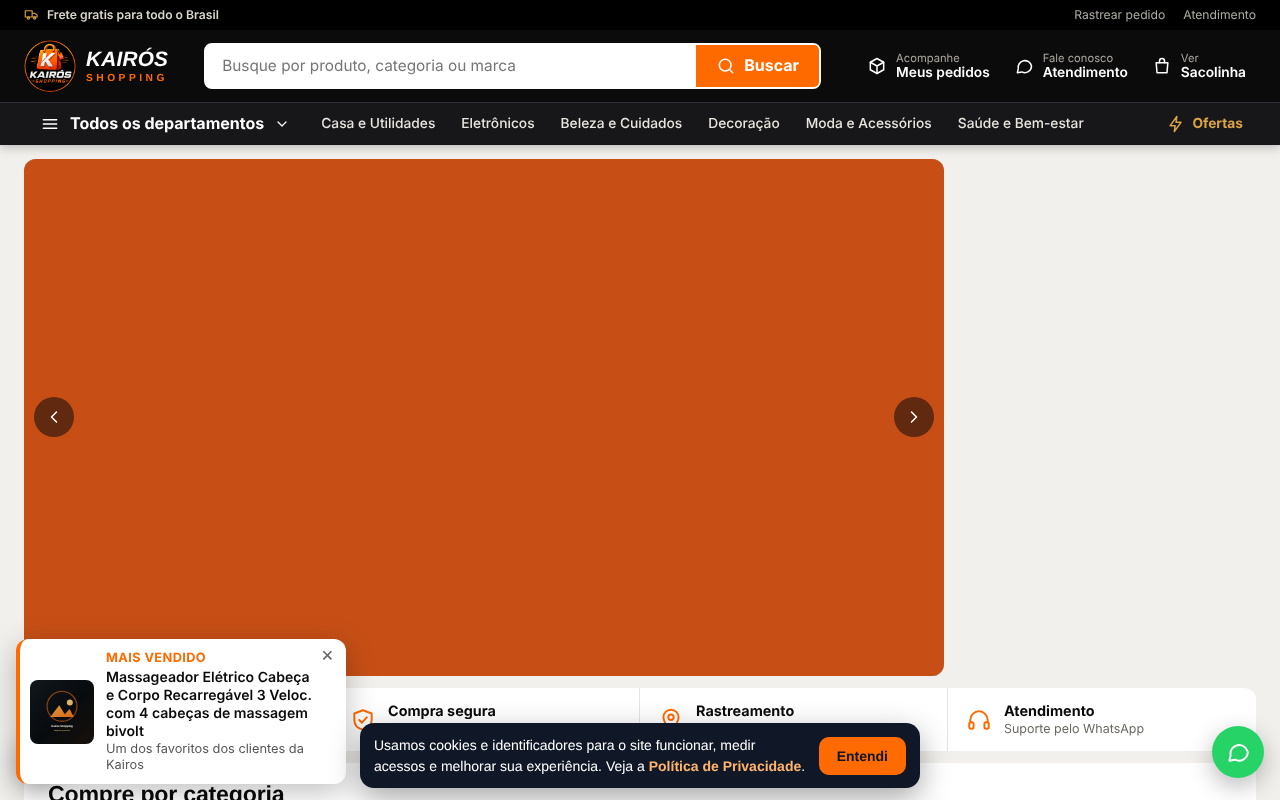 Frete gratis para todo o Brasil
Rastrear pedido
Atendimento
KAIRÓS
SHOPPING
KAIRÓS
SHOPPING
Busque por produto, categoria ou marca
Buscar
Acompanhe
Meus pedidos
Fale conosco
Atendimento
Ver
Sacolinha
Todos os departamentos
Casa e Utilidades
Eletrônicos
Beleza e Cuidados
Decoração
Moda e Acessórios
Saúde e Bem-estar
Ofertas
MAIS VENDIDO
Massageador Elétrico Cabeça
e Corpo Recarregável 3 Veloc.
com 4 cabeças de massagem
bivolt
Um dos favoritos dos clientes da
Kairos
Compra segura
Rastreamento
Atendimento
Suporte pelo WhatsApp
Usamos cookies e identificadores para o site funcionar, medir
acessos e melhorar sua experiência. Veja a Política de Privacidade.
Entendi
Compre por categoria